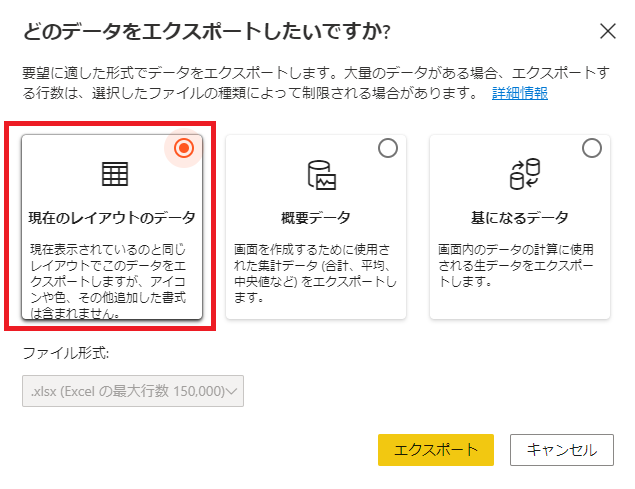 どのデータをエクスポートしたいですか?
要望に適した形式でデータをエクスポートします。大量のデータがある場合、エクスポートす
る行数は、選択したファイルの種類によって制限される場合があります。 詳細情報
現在のレイアウトのデータ
現在表示されているのと同じ
レイアウトでこのデータをエ
クスポートしますが、アイコ
ンや色、その他追加した書式
は含まれません。
概要データ
画面を作成するために使用さ
れた集計データ (合計、平均、
中央値など) をエクスポートし
ます。
基になるデータ
画面内のデータの計算に使用
される生データをエクスポー
トします。
ファイル形式:
.xlsx (Excel の最大行数 150,000)
エクスポート
キャンセル